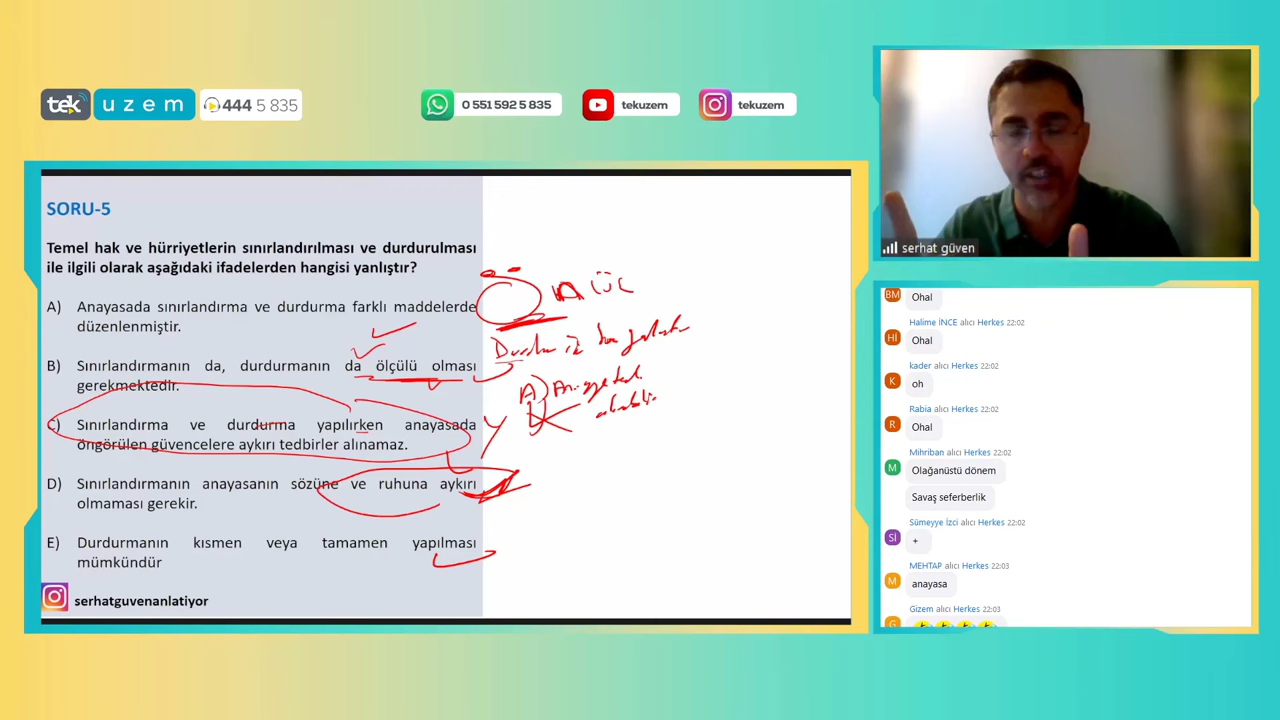 tek uzem 444 5 835
0 551 592 5 835
tekuzem
tekuzem
SORU-5
Temel hak ve hürriyetlerin sınırlandırılması ve durdurulması
ile ilgili olarak aşağıdaki ifadelerden hangisi yanlıştır?
A) Anayasada sınırlandırma ve durdurma farklı maddelerde
düzenlenmiştir.
B) Sınırlandırmanın da, durdurmanın da ölçülü olması
gerekmektedir.
C) Sınırlandırma ve durdurma yapılırken anayasada
öngörülen güvencelere aykırı tedbirler alınamaz.
D) Sınırlandırmanın anayasanın sözüne ve ruhuna aykırı
olmaması gerekir.
E) Durdurmanın kısmen veya tamamen yapılması
mümkündür
serhatguvenanlatiyor
A
serhat güven
BM
Ohal
Halime İNCE alıcı Herkes 22:02
Hİ
Ohal
kader alıcı Herkes 22:02
K
oh
Rabia alıcı Herkes 22:02
R
Ohal
Mihriban alıcı Herkes 22:02
M
Olağanüstü dönem
Savaş seferberlik
Sümeyye İzci alıcı Herkes 22:02
Sİ
+
MEHTAP alıcı Herkes 22:03
M
anayasa
Gizem alıcı Herkes 22:03
G